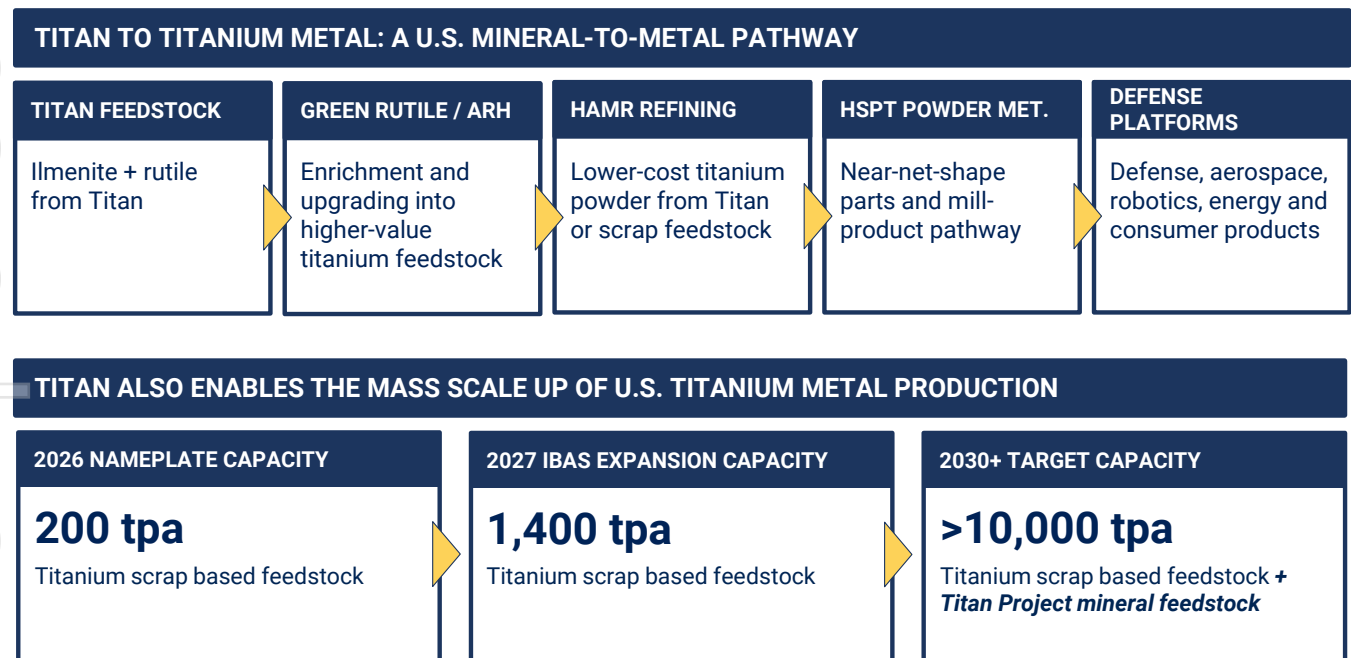 TITAN TO TITANIUM METAL: A U.S. MINERAL-TO-METAL PATHWAY
TITAN FEEDSTOCK
Ilmenite + rutile
from Titan
GREEN RUTILE / ARH
Enrichment and
upgrading into
higher-value
titanium feedstock
HAMR REFINING
Lower-cost titanium
powder from Titan
or scrap feedstock
HSPT POWDER MET.
Near-net-shape
parts and mill-
product pathway
DEFENSE
PLATFORMS
Defense, aerospace,
robotics, energy and
consumer products
TITAN ALSO ENABLES THE MASS SCALE UP OF U.S. TITANIUM METAL PRODUCTION
2026 NAMEPLATE CAPACITY
200 tpa
Titanium scrap based feedstock
2027 IBAS EXPANSION CAPACITY
1,400 tpa
Titanium scrap based feedstock
2030+ TARGET CAPACITY
>10,000 tpa
Titanium scrap based feedstock +
Titan Project mineral feedstock